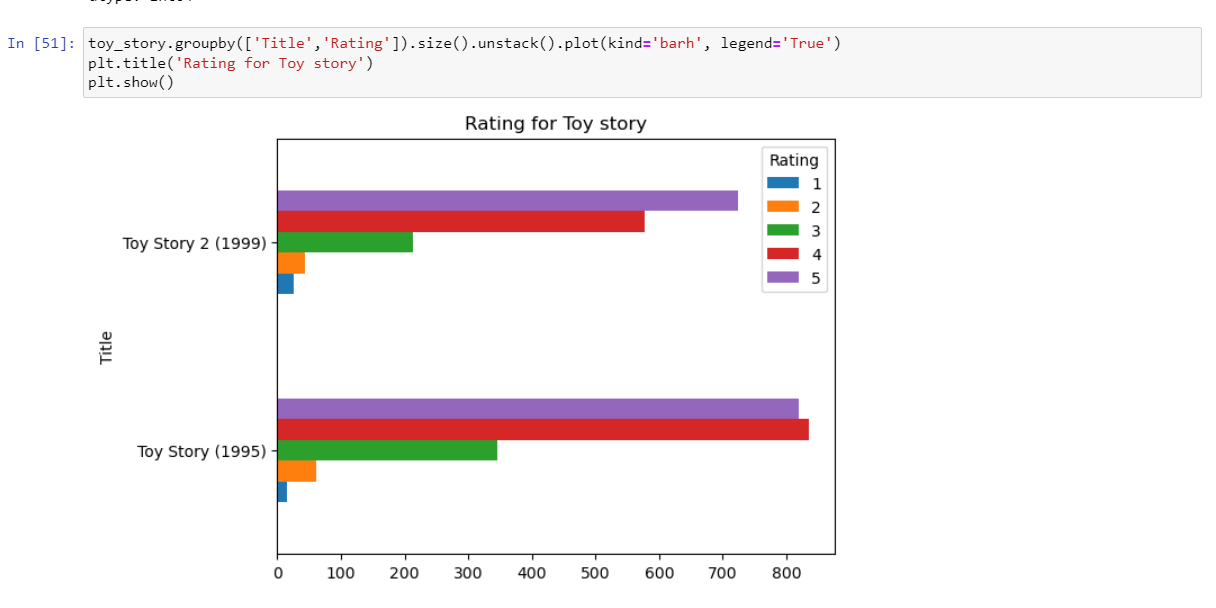 In [51]: toy_story.groupby(['Title','Rating']).size().unstack().plot(kind='barh', legend='True')
plt.title('Rating for Toy story')
plt.show()
Rating for Toy story
Rating
1
2
3
4
5
Toy Story 2 (1999)
Title
Toy Story (1995)
0 100 200 300 400 500 600 700 800